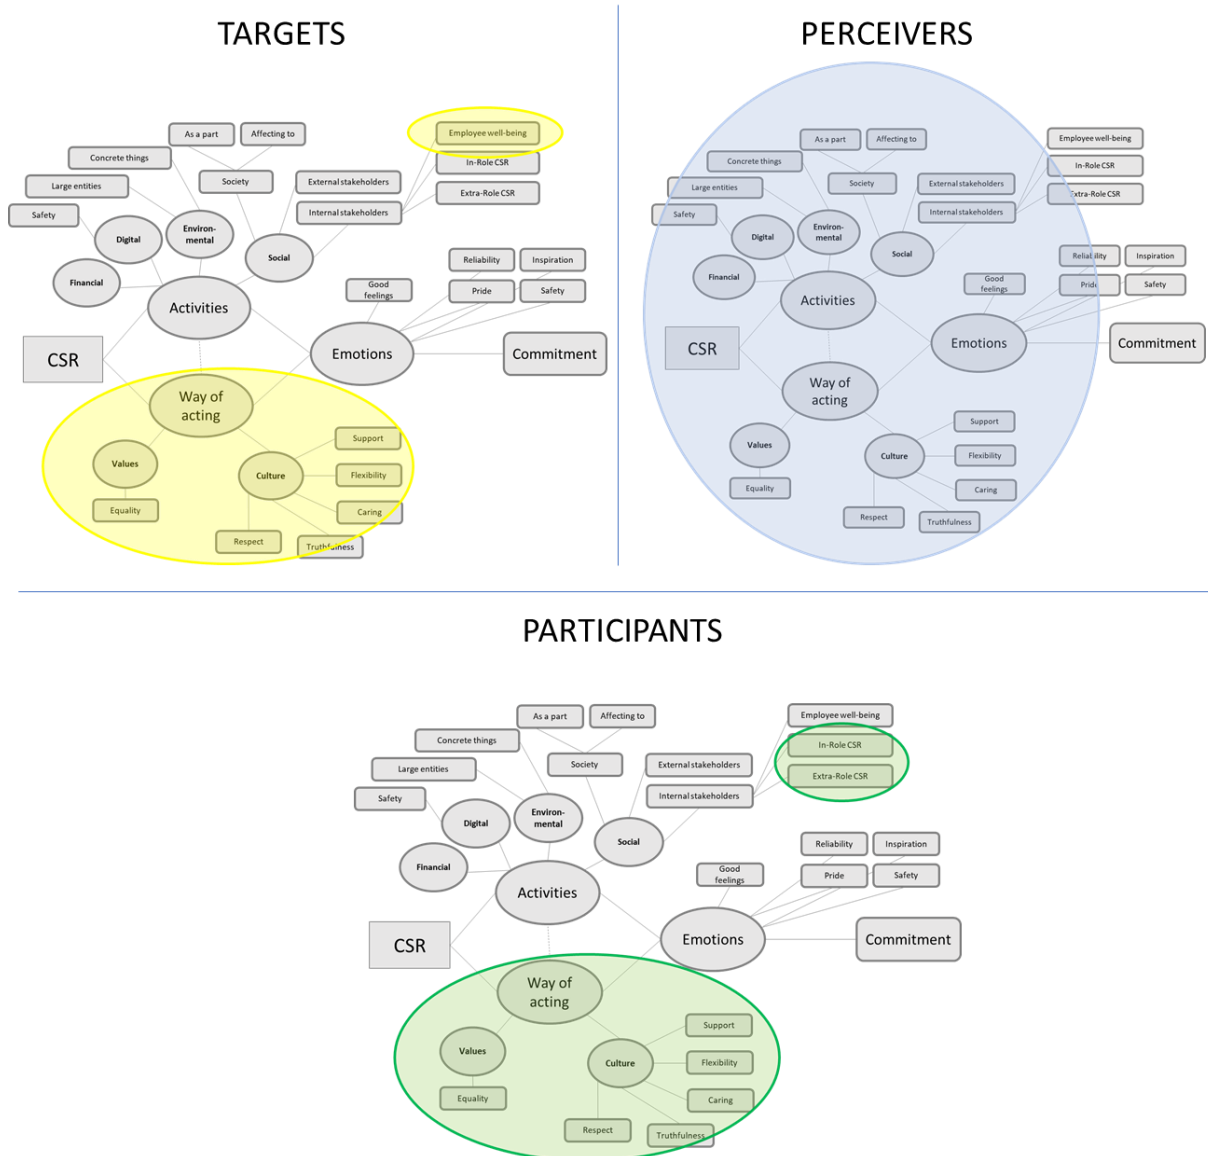 TARGETS
As a part
Affecting to
Employee well-being
Concrete things
In-Role CSR
Large entities
Society
External stakeholders
Extra-Role CSR
Safety
Internal stakeholders
Digital
Environ-
mental
Social
Financial
Reliability
Inspiration
Good
feelings
Pride
Safety
Activities
CSR
Emotions
Commitment
Way of
acting
Support
Values
Culture
Flexibility
Equality
Caring
Respect
Truthfulness
PERCEIVERS
As a part
Affecting to
Employee well-being
Concrete things
In-Role CSR
Large entities
Society
External stakeholders
Extra-Role CSR
Safety
Internal stakeholders
Digital
Environ-
mental
Social
Financial
Reliability
Inspiration
Good
feelings
Pride
Safety
Activities
CSR
Emotions
Commitment
Way of
acting
Support
Values
Culture
Flexibility
Equality
Caring
Respect
Truthfulness
PARTICIPANTS
As a part
Affecting to
Employee well-being
Concrete things
In-Role CSR
Large entities
Society
External stakeholders
Extra-Role CSR
Safety
Internal stakeholders
Digital
Environ-
mental
Social
Financial
Reliability
Inspiration
Good
feelings
Pride
Safety
Activities
CSR
Emotions
Commitment
Way of
acting
Support
Values
Culture
Flexibility
Equality
Caring
Respect
Truthfulness